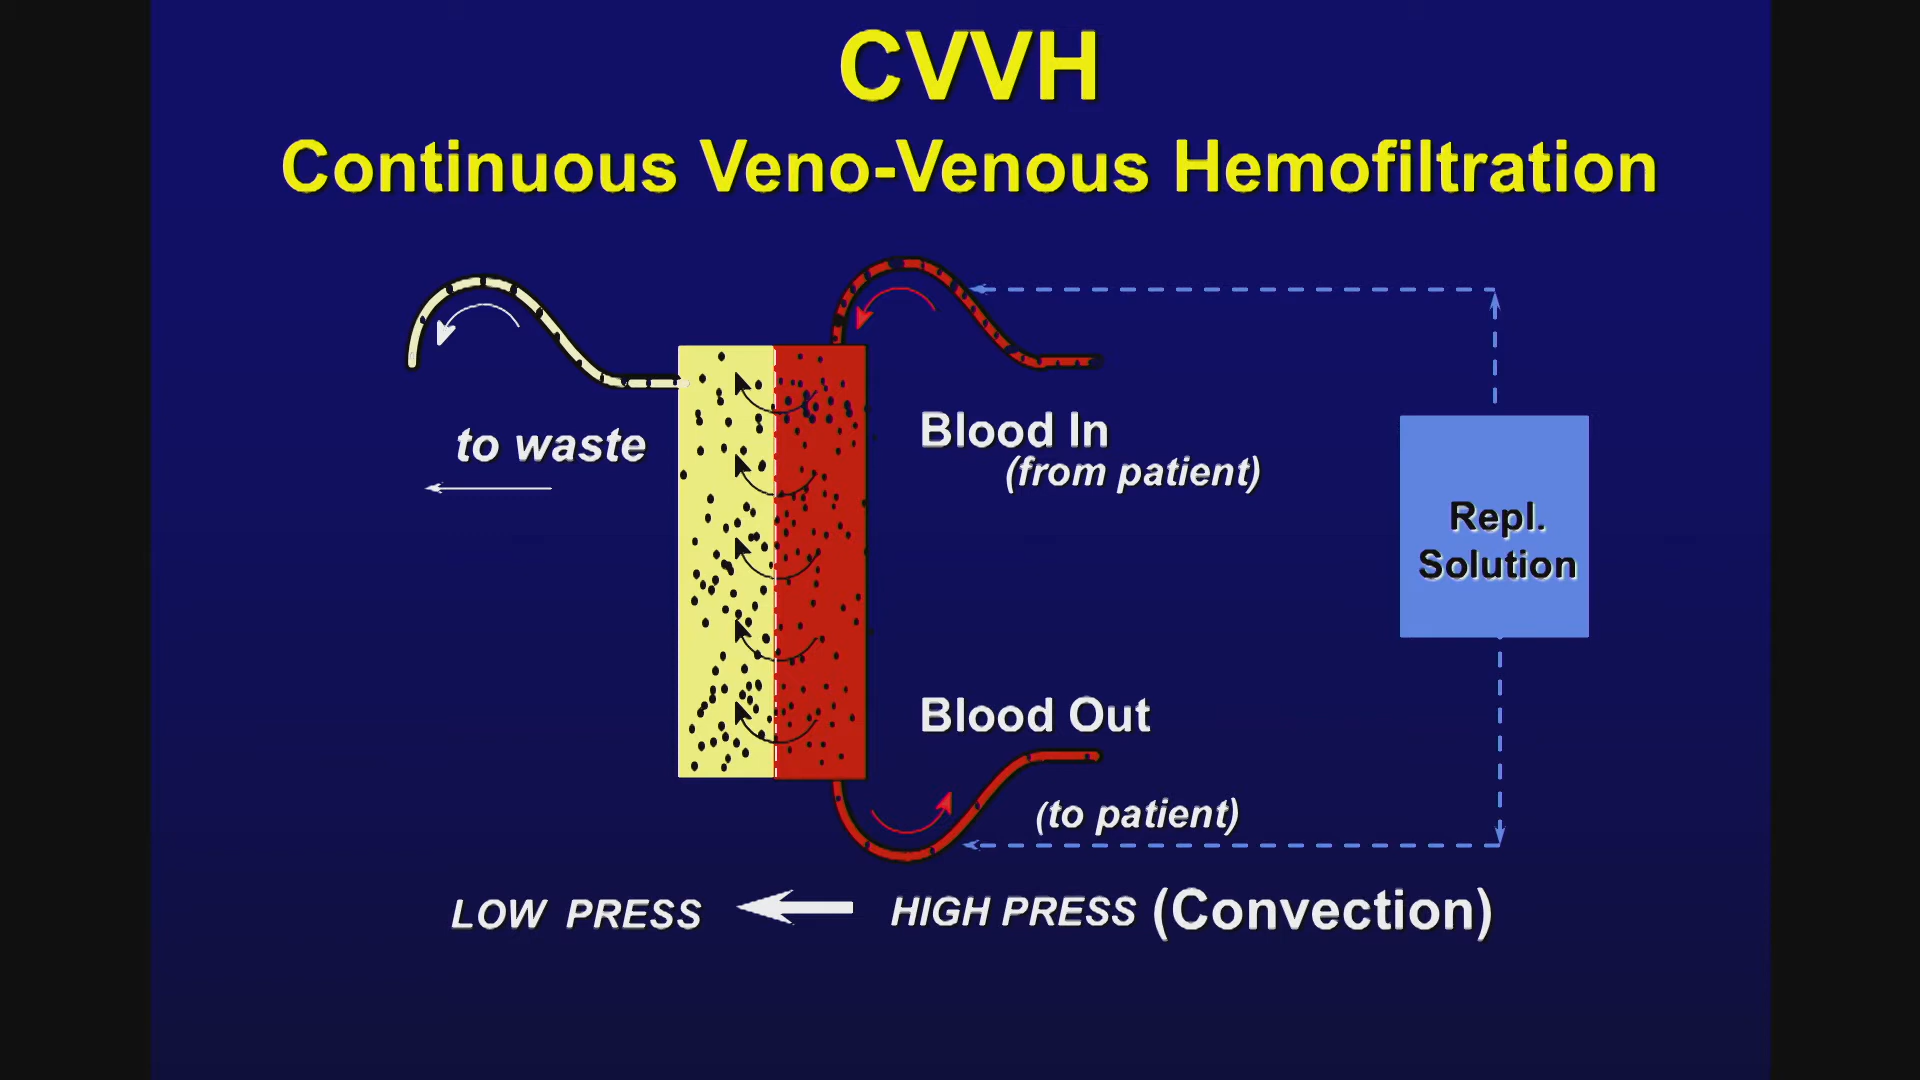 CVVH
Continuous Veno-Venous Hemofiltration
to waste
Blood In
(from patient)
Repl.
Solution
Blood Out
(to patient)
LOW PRESS HIGH PRESS (Convection)